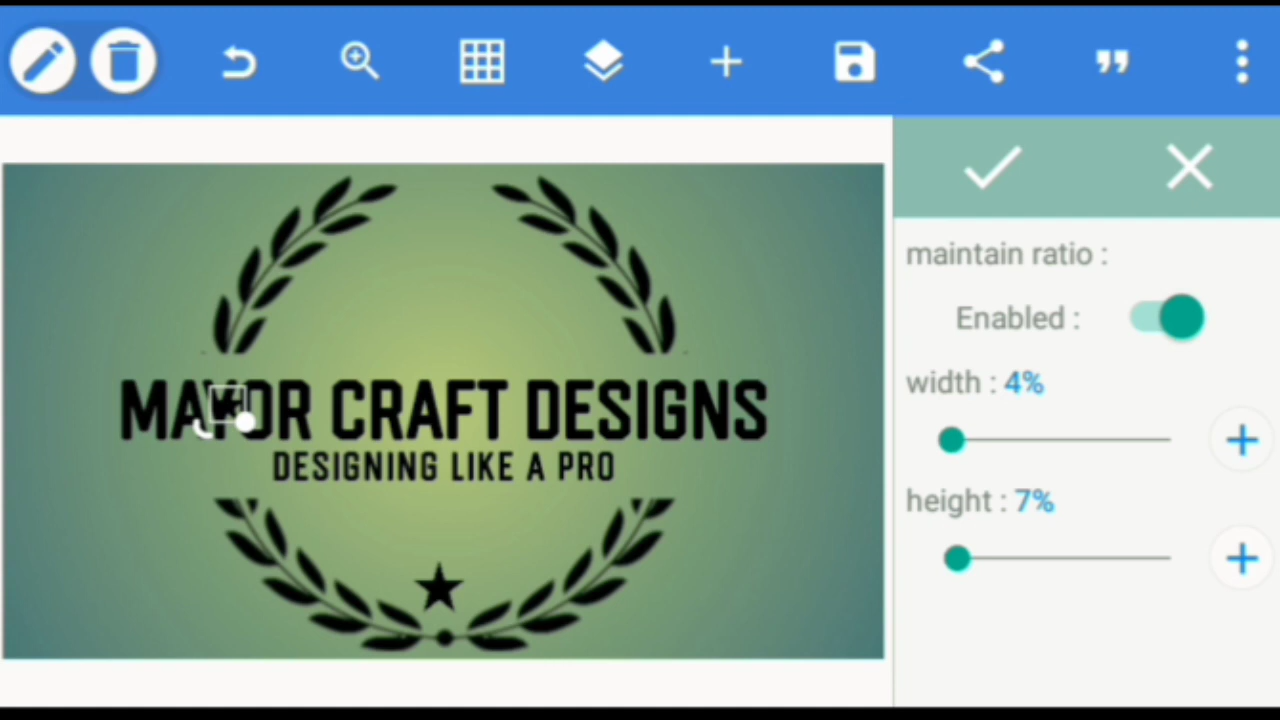 maintain ratio :
Enabled :
width : 4%
height : 7%
MAYOR CRAFT DESIGNS
DESIGNING LIKE A PRO